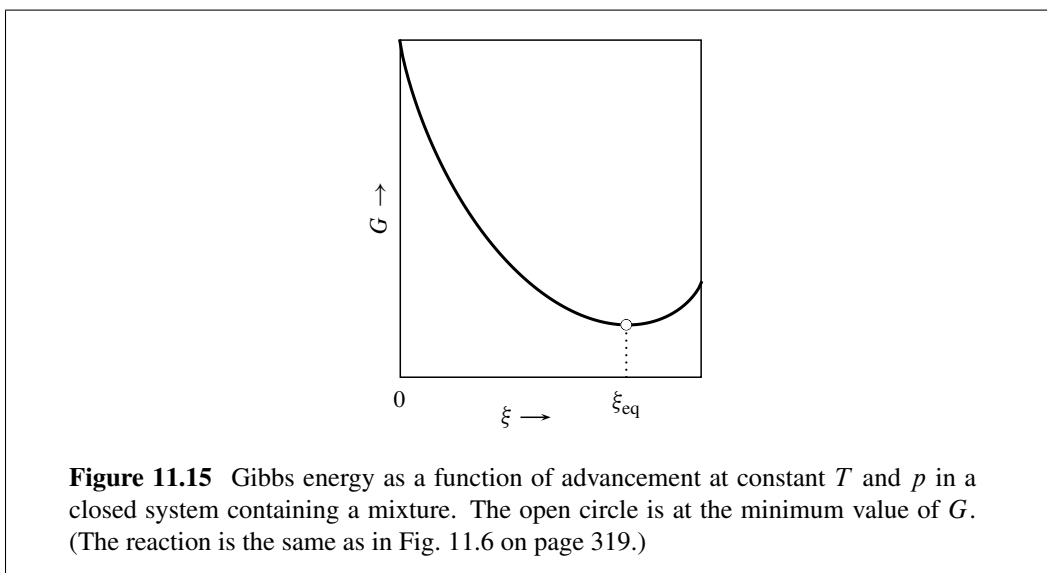 G →
0
ξeq
ξ →
Figure 11.15 Gibbs energy as a function of advancement at constant T and p in a
closed system containing a mixture. The open circle is at the minimum value of G.
(The reaction is the same as in Fig. 11.6 on page 319.)